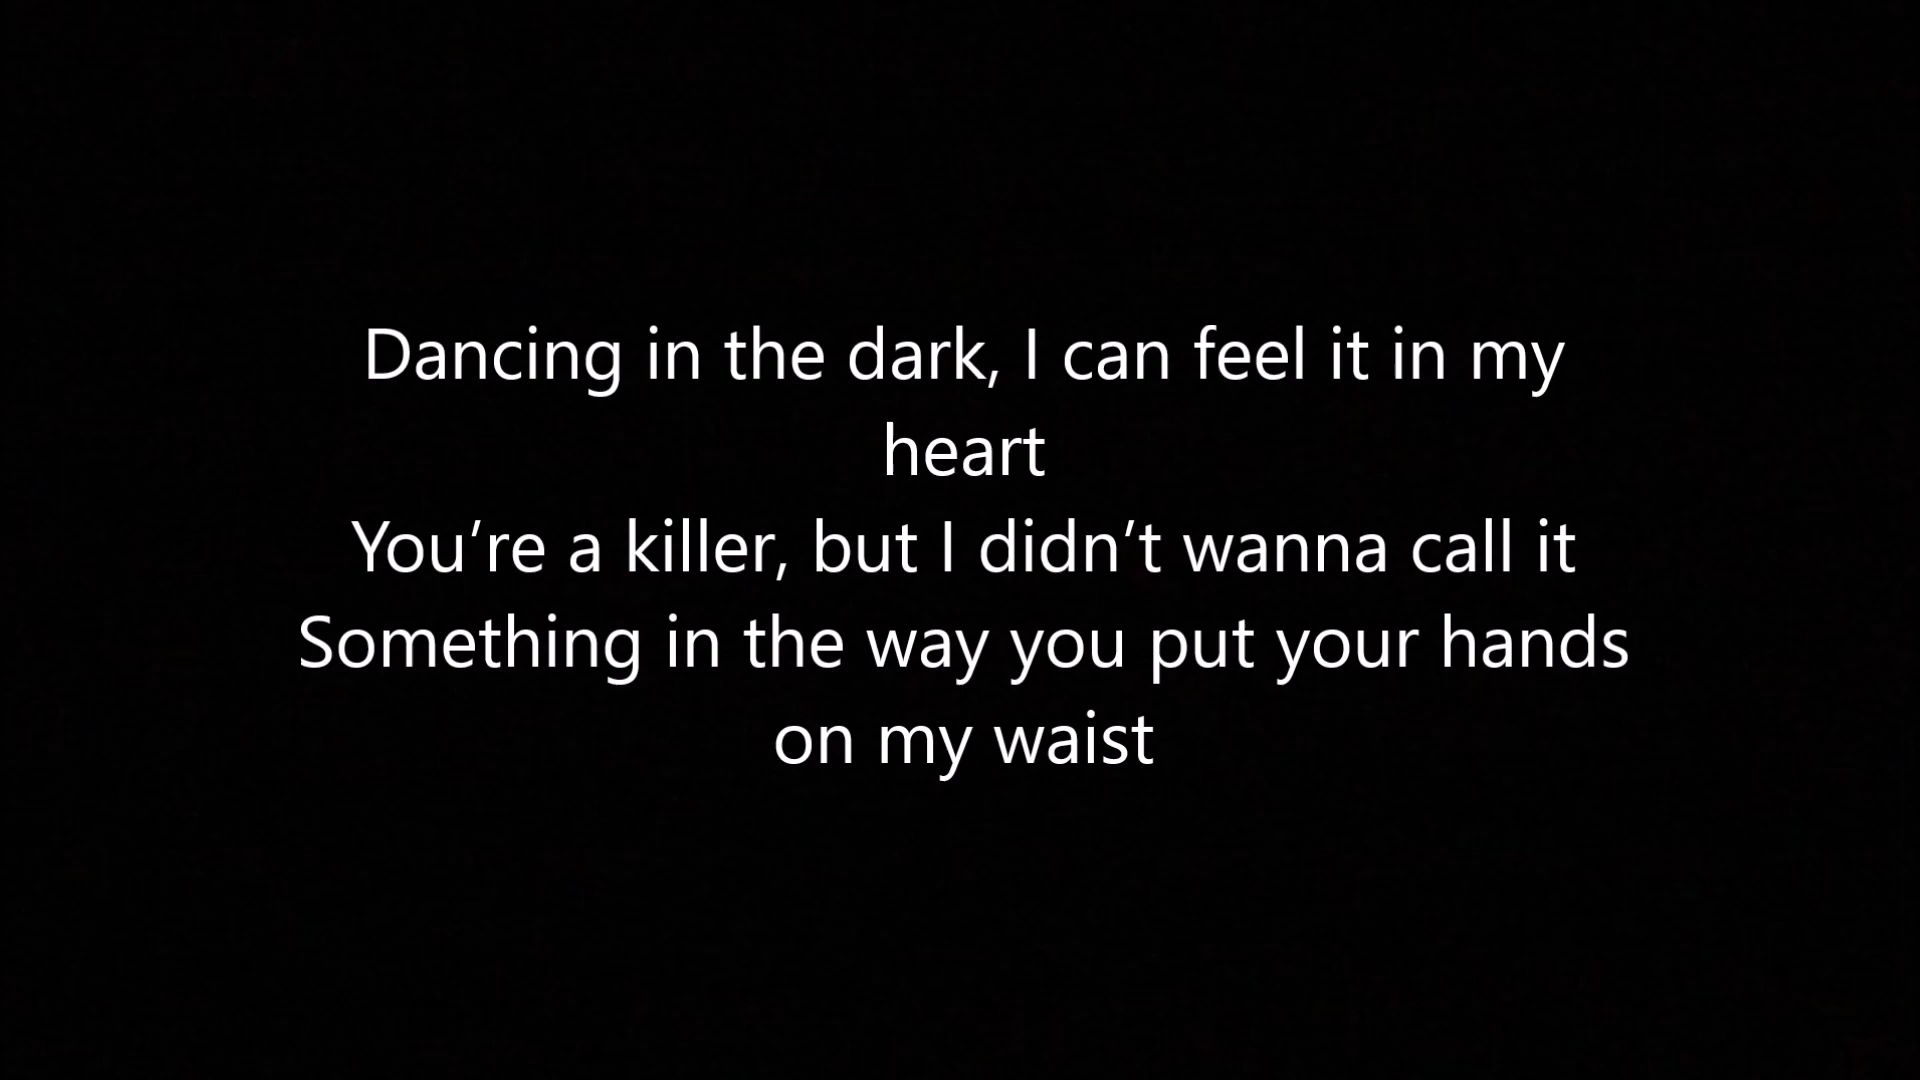 Dancing in the dark, I can feel it in my
heart
You’re a killer, but I didn’t wanna call it
Something in the way you put your hands
on my waist